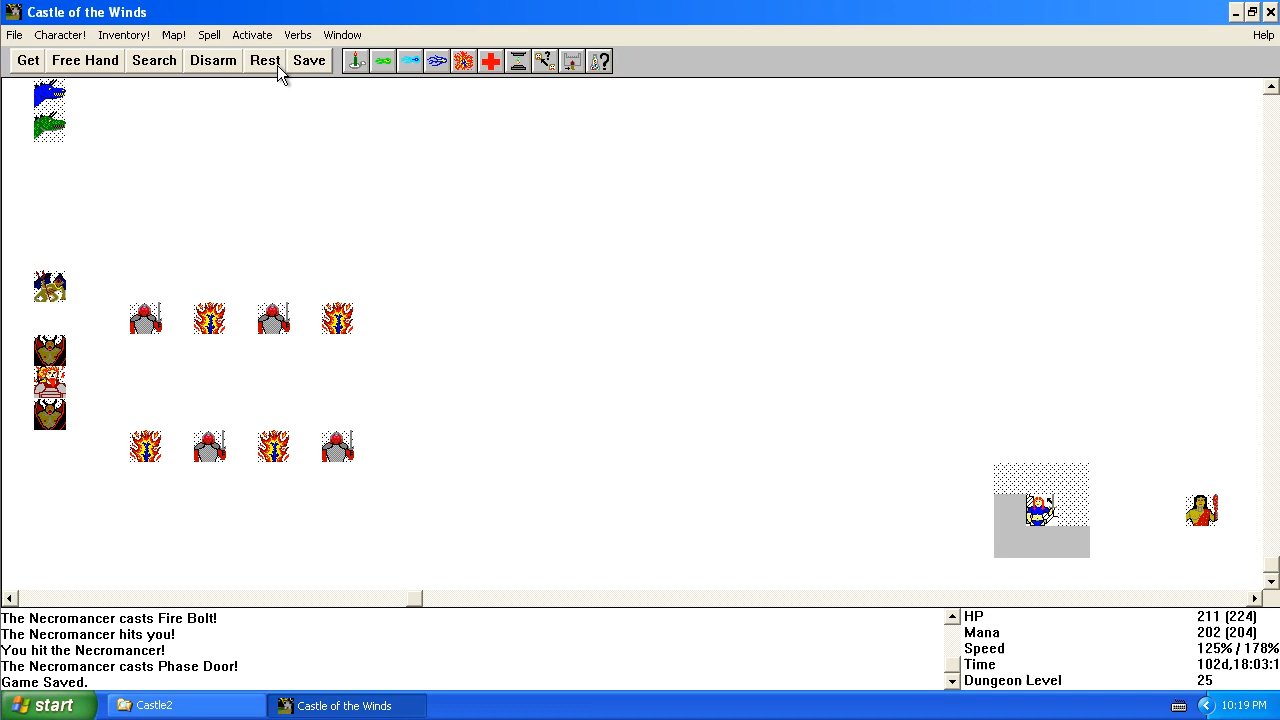 Castle of the Winds
File Character! Inventory! Map! Spell Activate Verbs Window Help
Get Free Hand Search Disarm Rest Save
The Necromancer casts Fire Bolt!
The Necromancer hits you!
You hit the Necromancer!
The Necromancer casts Phase Door!
Game Saved.
HP 211 (224)
Mana 202 (204)
Speed 125% / 178%
Time 102d,18:03:1
Dungeon Level 25
start Castle2 Castle of the Winds 10:19 PM